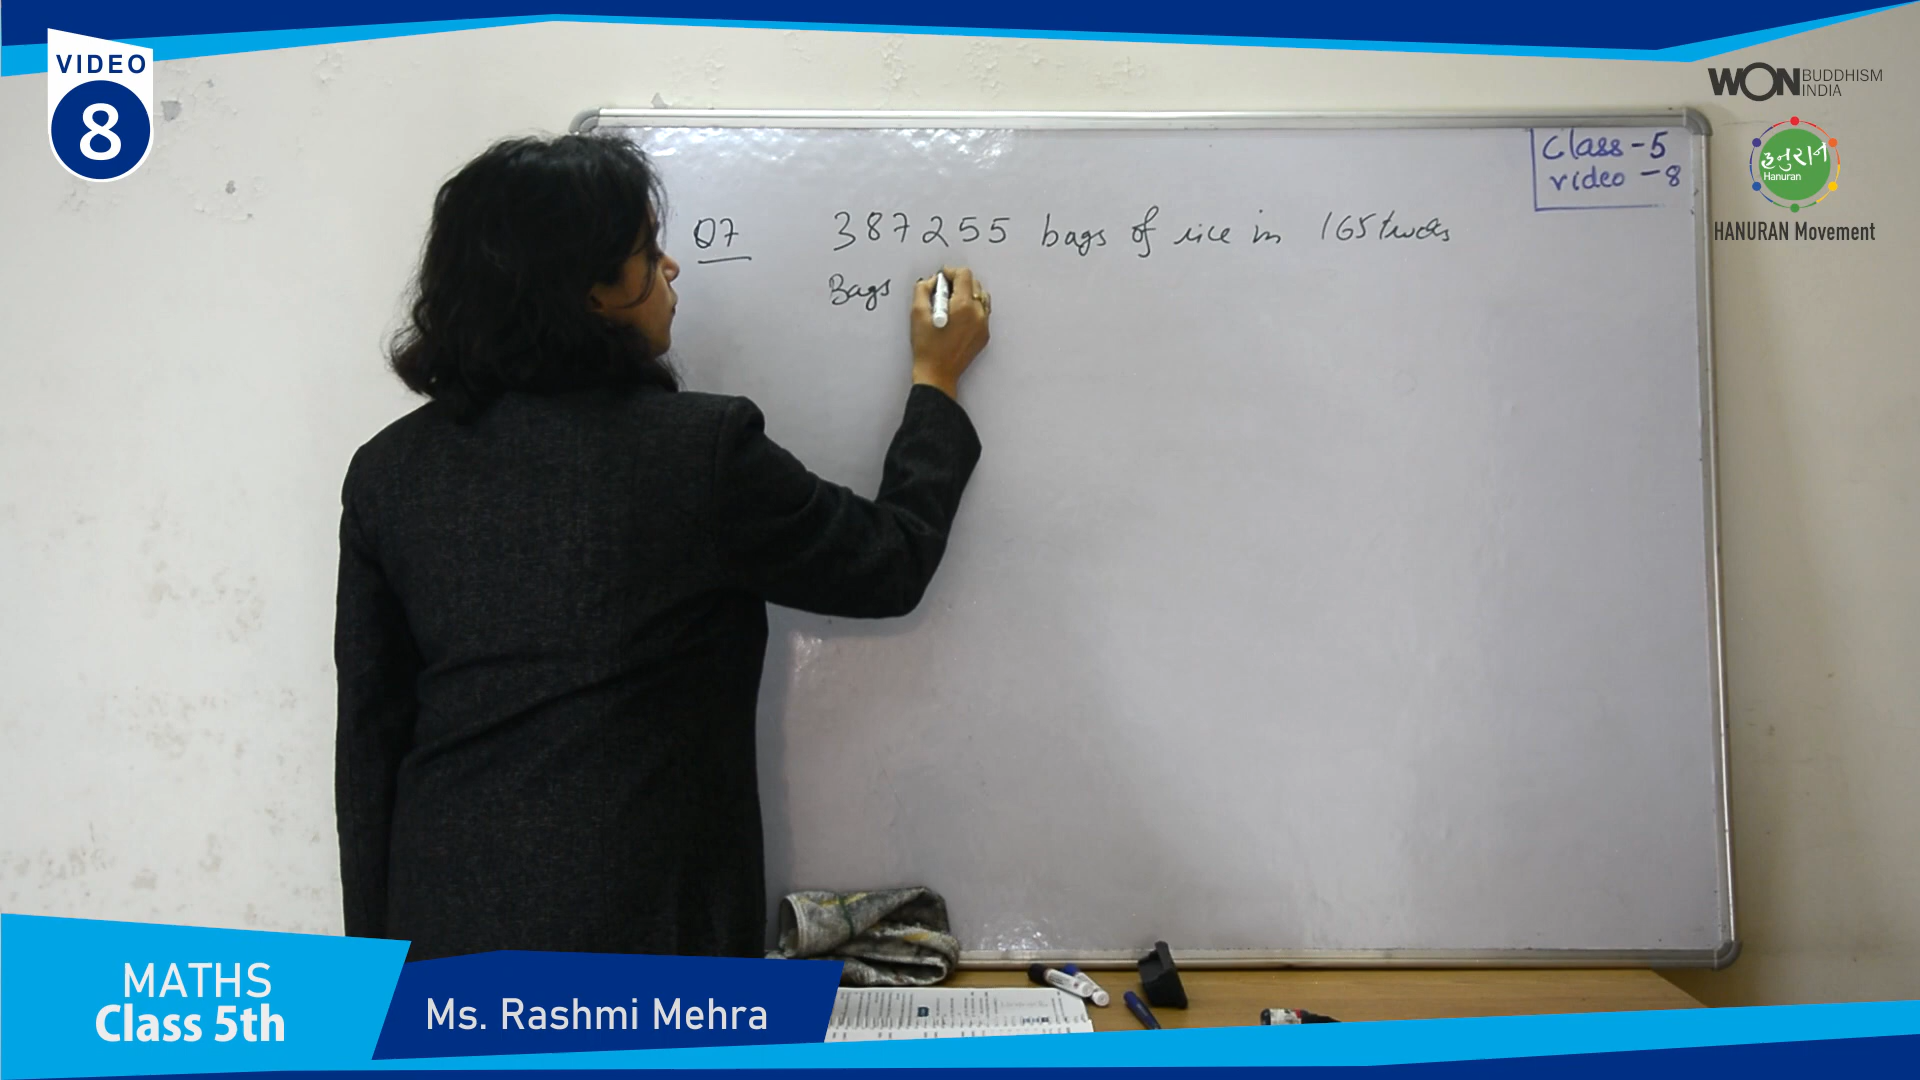 VIDEO
8
WON BUDDHISM INDIA
हनुरान
Hanuran
HANURAN Movement
Class - 5
video - 8
Q7 387255 bags of rice in 165 trucks
Bags
MATHS
Class 5th
Ms. Rashmi Mehra